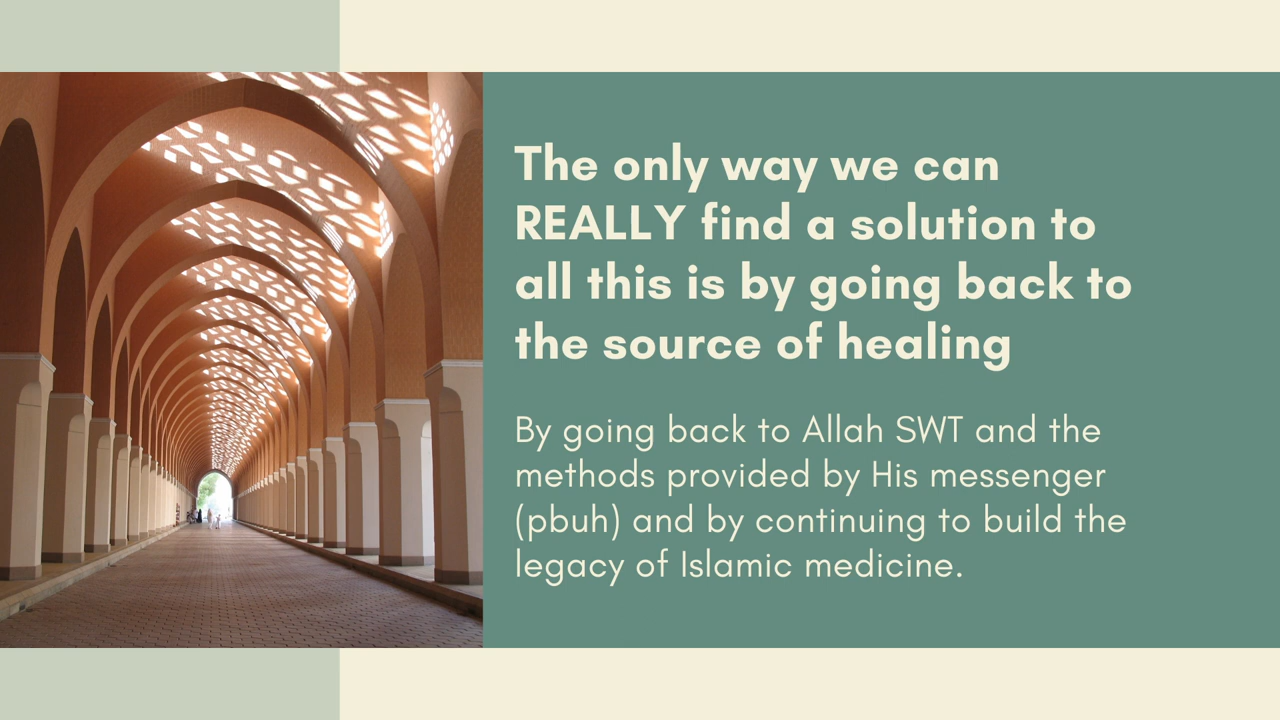 The only way we can
REALLY find a solution to
all this is by going back to
the source of healing
By going back to Allah SWT and the
methods provided by His messenger
(pbuh) and by continuing to build the
legacy of Islamic medicine.